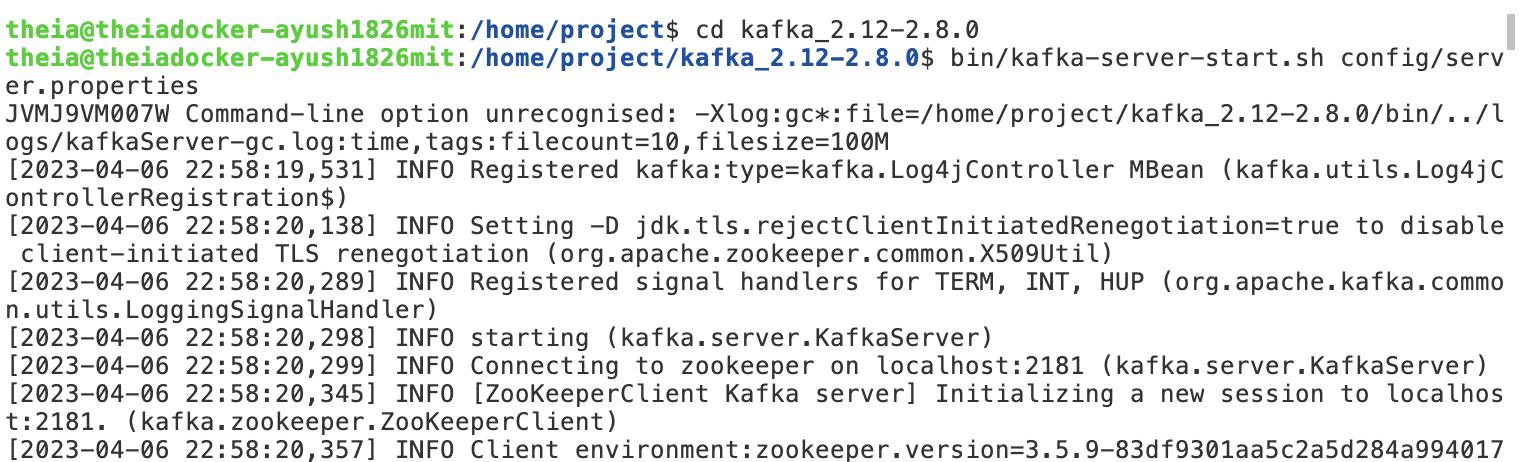 theia@theiadocker-ayush1826mit:/home/project$ cd kafka_2.12-2.8.0
theia@theiadocker-ayush1826mit:/home/project/kafka_2.12-2.8.0$ bin/kafka-server-start.sh config/serv
er.properties
JVMJ9VM007W Command-line option unrecognised: -Xlog:gc*:file=/home/project/kafka_2.12-2.8.0/bin/../l
ogs/kafkaServer-gc.log:time,tags:filecount=10,filesize=100M
[2023-04-06 22:58:19,531] INFO Registered kafka:type=kafka.Log4jController MBean (kafka.utils.Log4jC
ontrollerRegistration$)
[2023-04-06 22:58:20,138] INFO Setting -D jdk.tls.rejectClientInitiatedRenegotiation=true to disable
 client-initiated TLS renegotiation (org.apache.zookeeper.common.X509Util)
[2023-04-06 22:58:20,289] INFO Registered signal handlers for TERM, INT, HUP (org.apache.kafka.commo
n.utils.LoggingSignalHandler)
[2023-04-06 22:58:20,298] INFO starting (kafka.server.KafkaServer)
[2023-04-06 22:58:20,299] INFO Connecting to zookeeper on localhost:2181 (kafka.server.KafkaServer)
[2023-04-06 22:58:20,345] INFO [ZooKeeperClient Kafka server] Initializing a new session to localhos
t:2181. (kafka.zookeeper.ZooKeeperClient)
[2023-04-06 22:58:20,357] INFO Client environment:zookeeper.version=3.5.9-83df9301aa5c2a5d284a994017